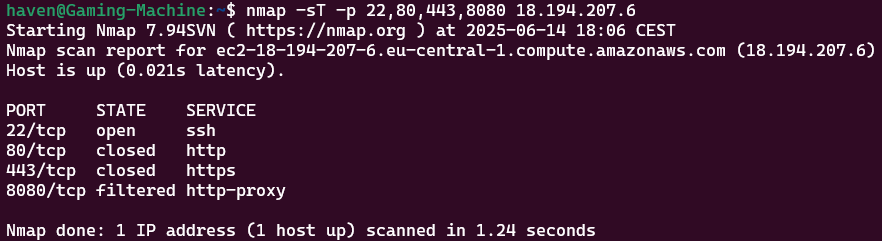 haven@Gaming-Machine:~$ nmap -sT -p 22,80,443,8080 18.194.207.6
Starting Nmap 7.94SVN ( https://nmap.org ) at 2025-06-14 18:06 CEST
Nmap scan report for ec2-18-194-207-6.eu-central-1.compute.amazonaws.com (18.194.207.6)
Host is up (0.021s latency).

PORT     STATE    SERVICE
22/tcp   open     ssh
80/tcp   closed   http
443/tcp  closed   https
8080/tcp filtered http-proxy

Nmap done: 1 IP address (1 host up) scanned in 1.24 seconds